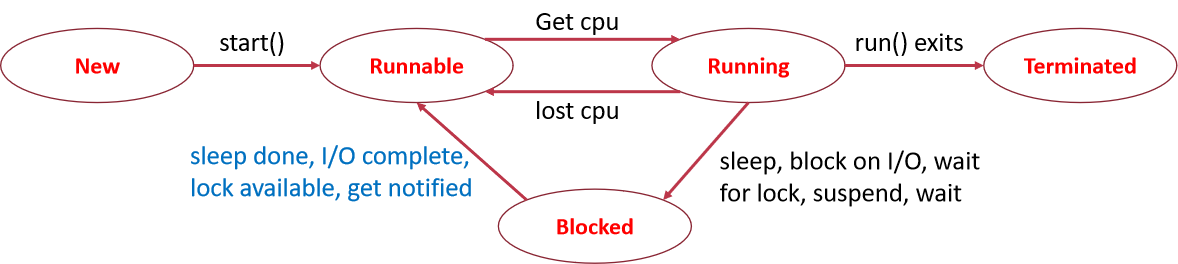 Get cpu
start()
run() exits
New
Runnable
Running
Terminated
lost cpu
sleep done, I/O complete,
lock available, get notified
sleep, block on I/O, wait
for lock, suspend, wait
Blocked